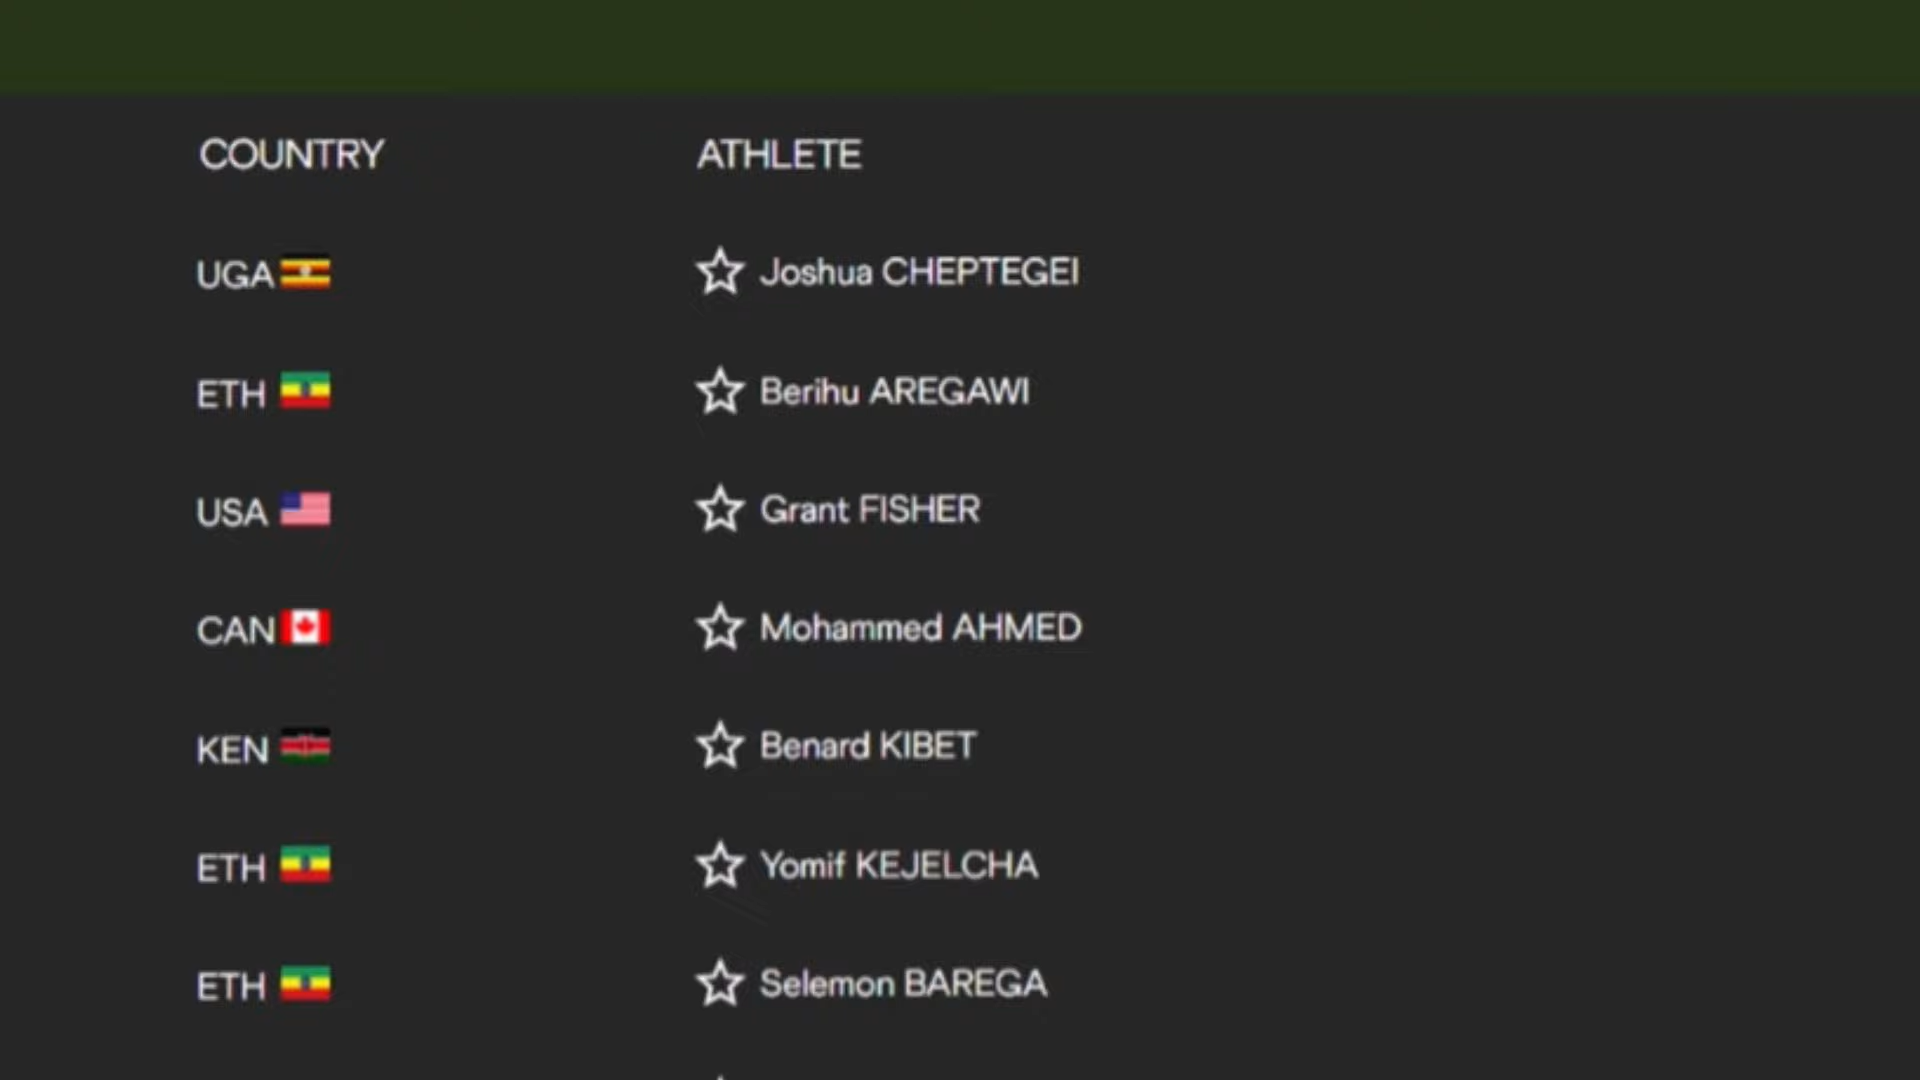 COUNTRY ATHLETE
UGA Joshua CHEPTEGEI
ETH Berihu AREGAWI
USA Grant FISHER
CAN Mohammed AHMED
KEN Benard KIBET
ETH Yomif KEJELCHA
ETH Selemon BAREGA